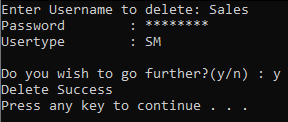 Enter Username to delete: Sales
Password        : ********
Usertype        : SM
Do you wish to go further?(y/n) : y
Delete Success
Press any key to continue . . .